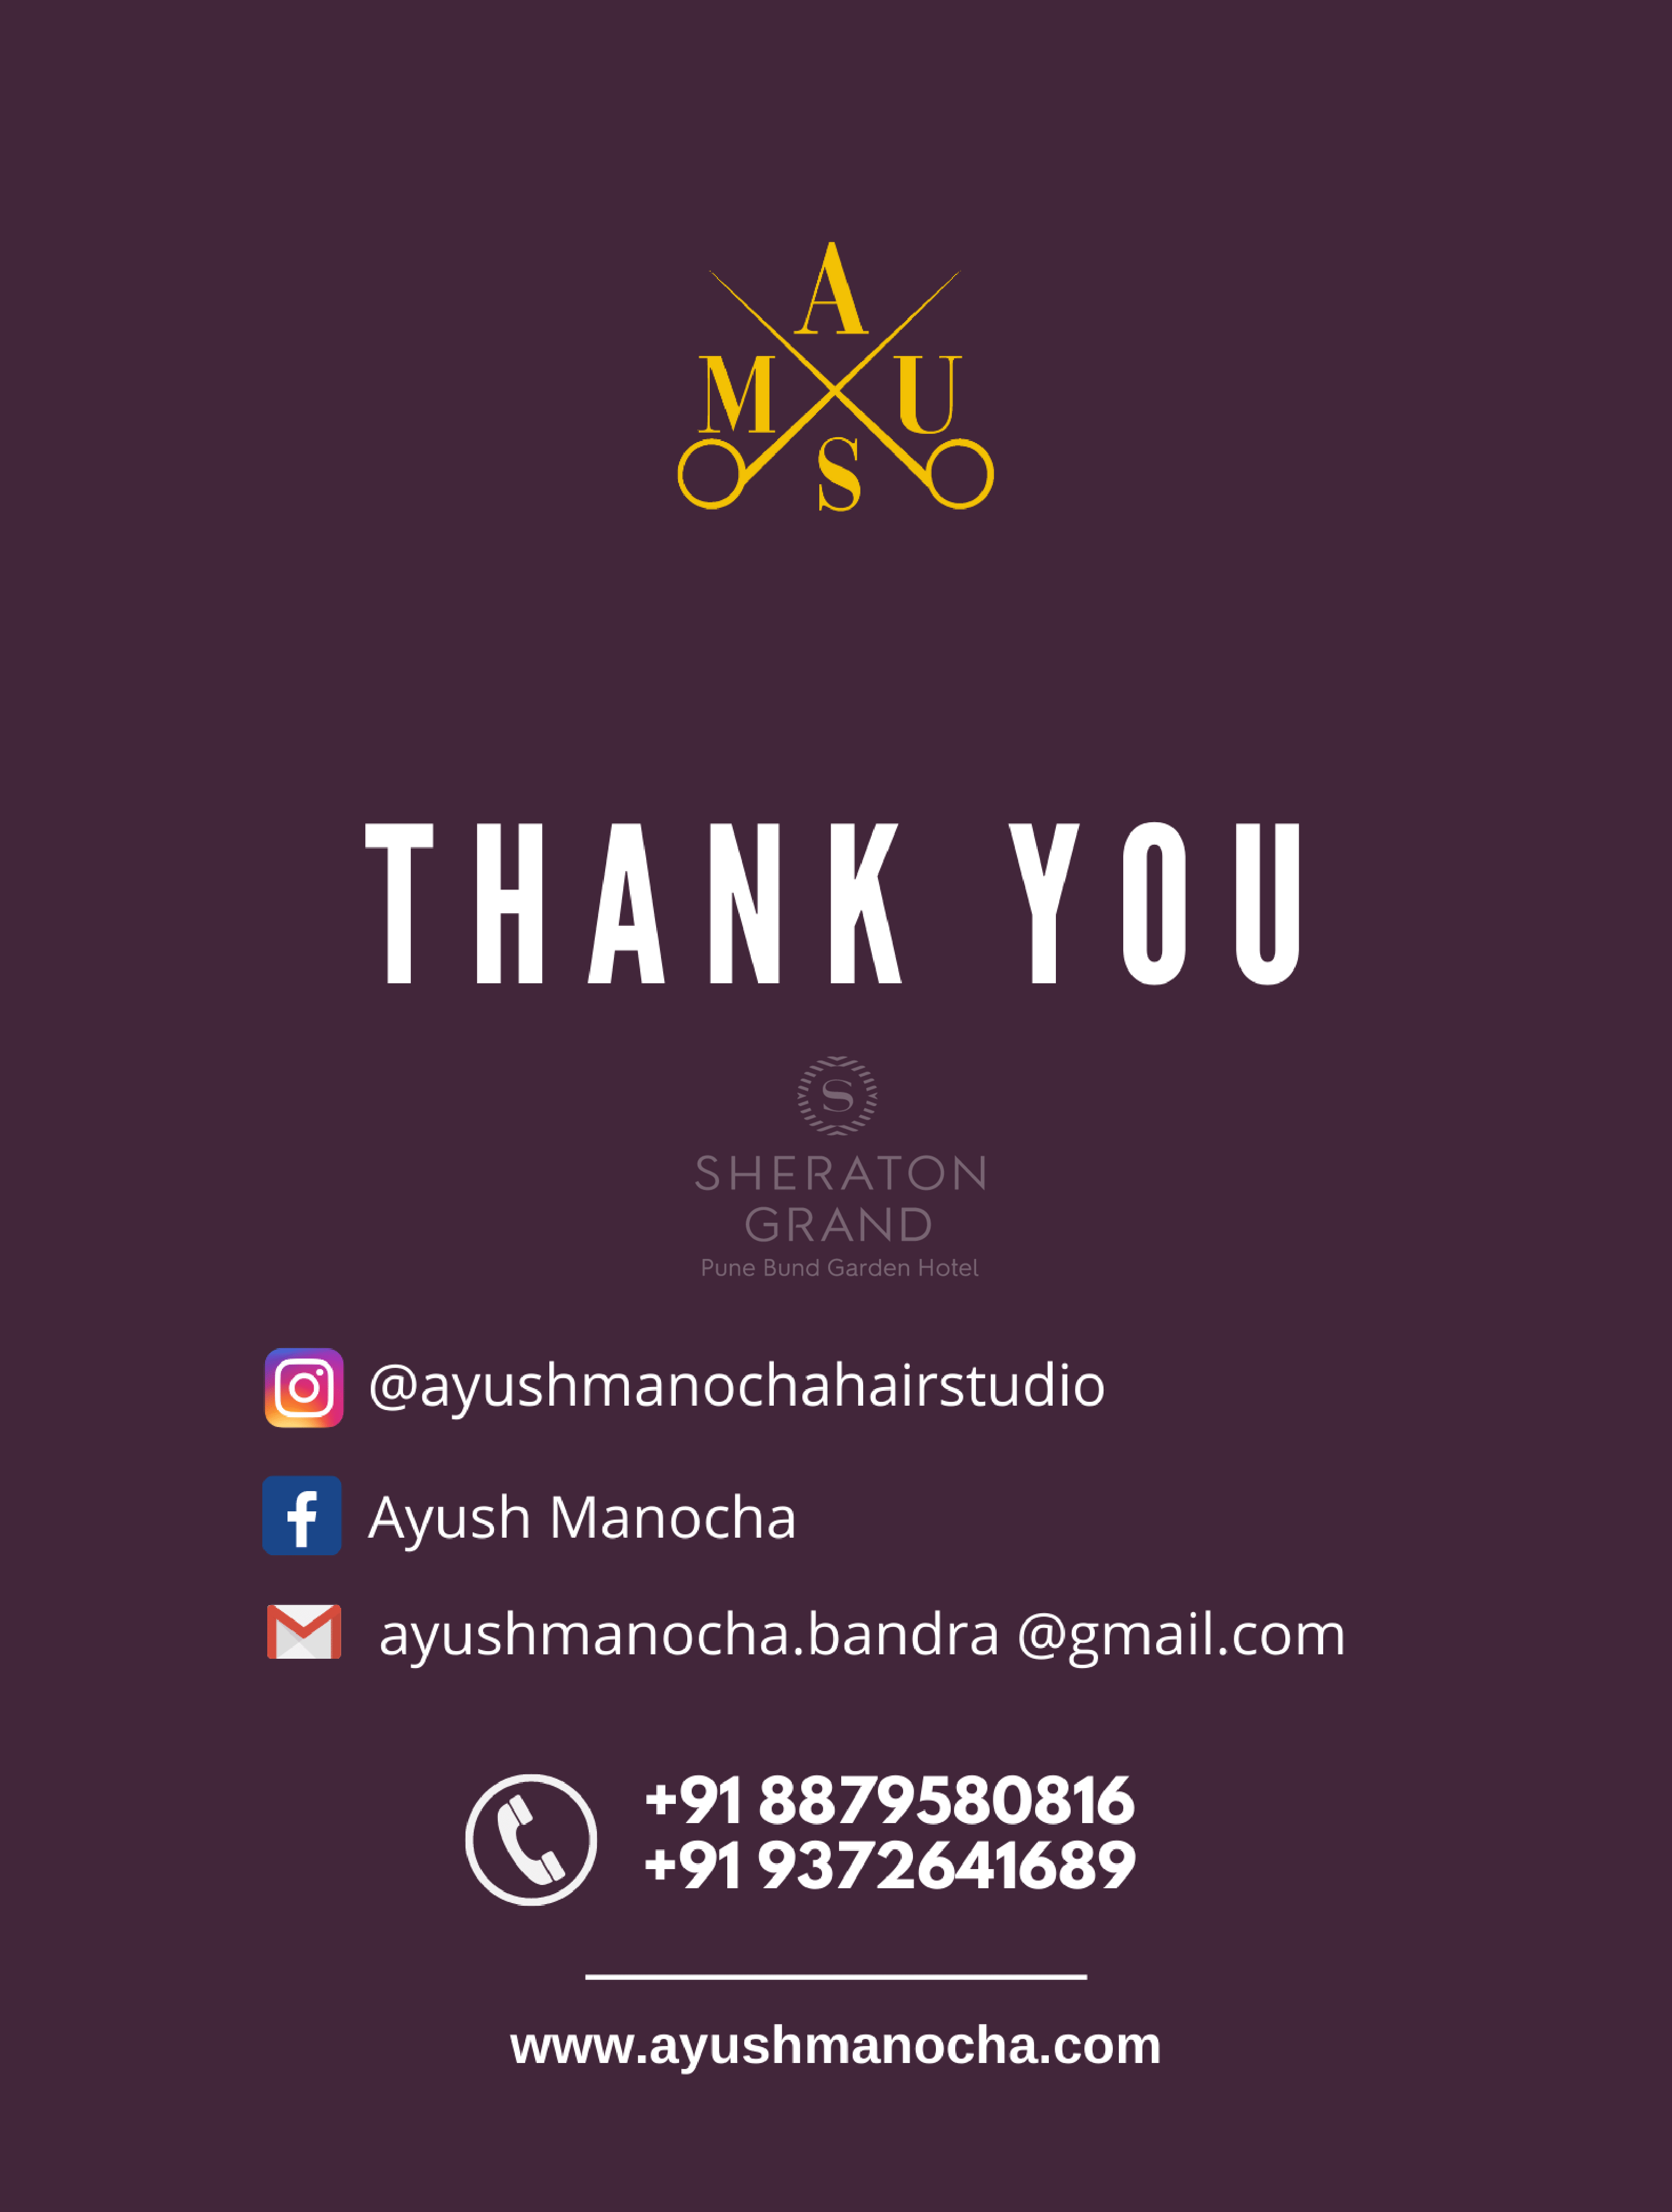 A
M U
S
THANK YOU
S
SHERATON
GRAND
Pune Bund Garden Hotel
@ayushmanochahairstudio
Ayush Manocha
ayushmanocha.bandra @gmail.com
+91 8879580816
+91 9372641689
www.ayushmanocha.com